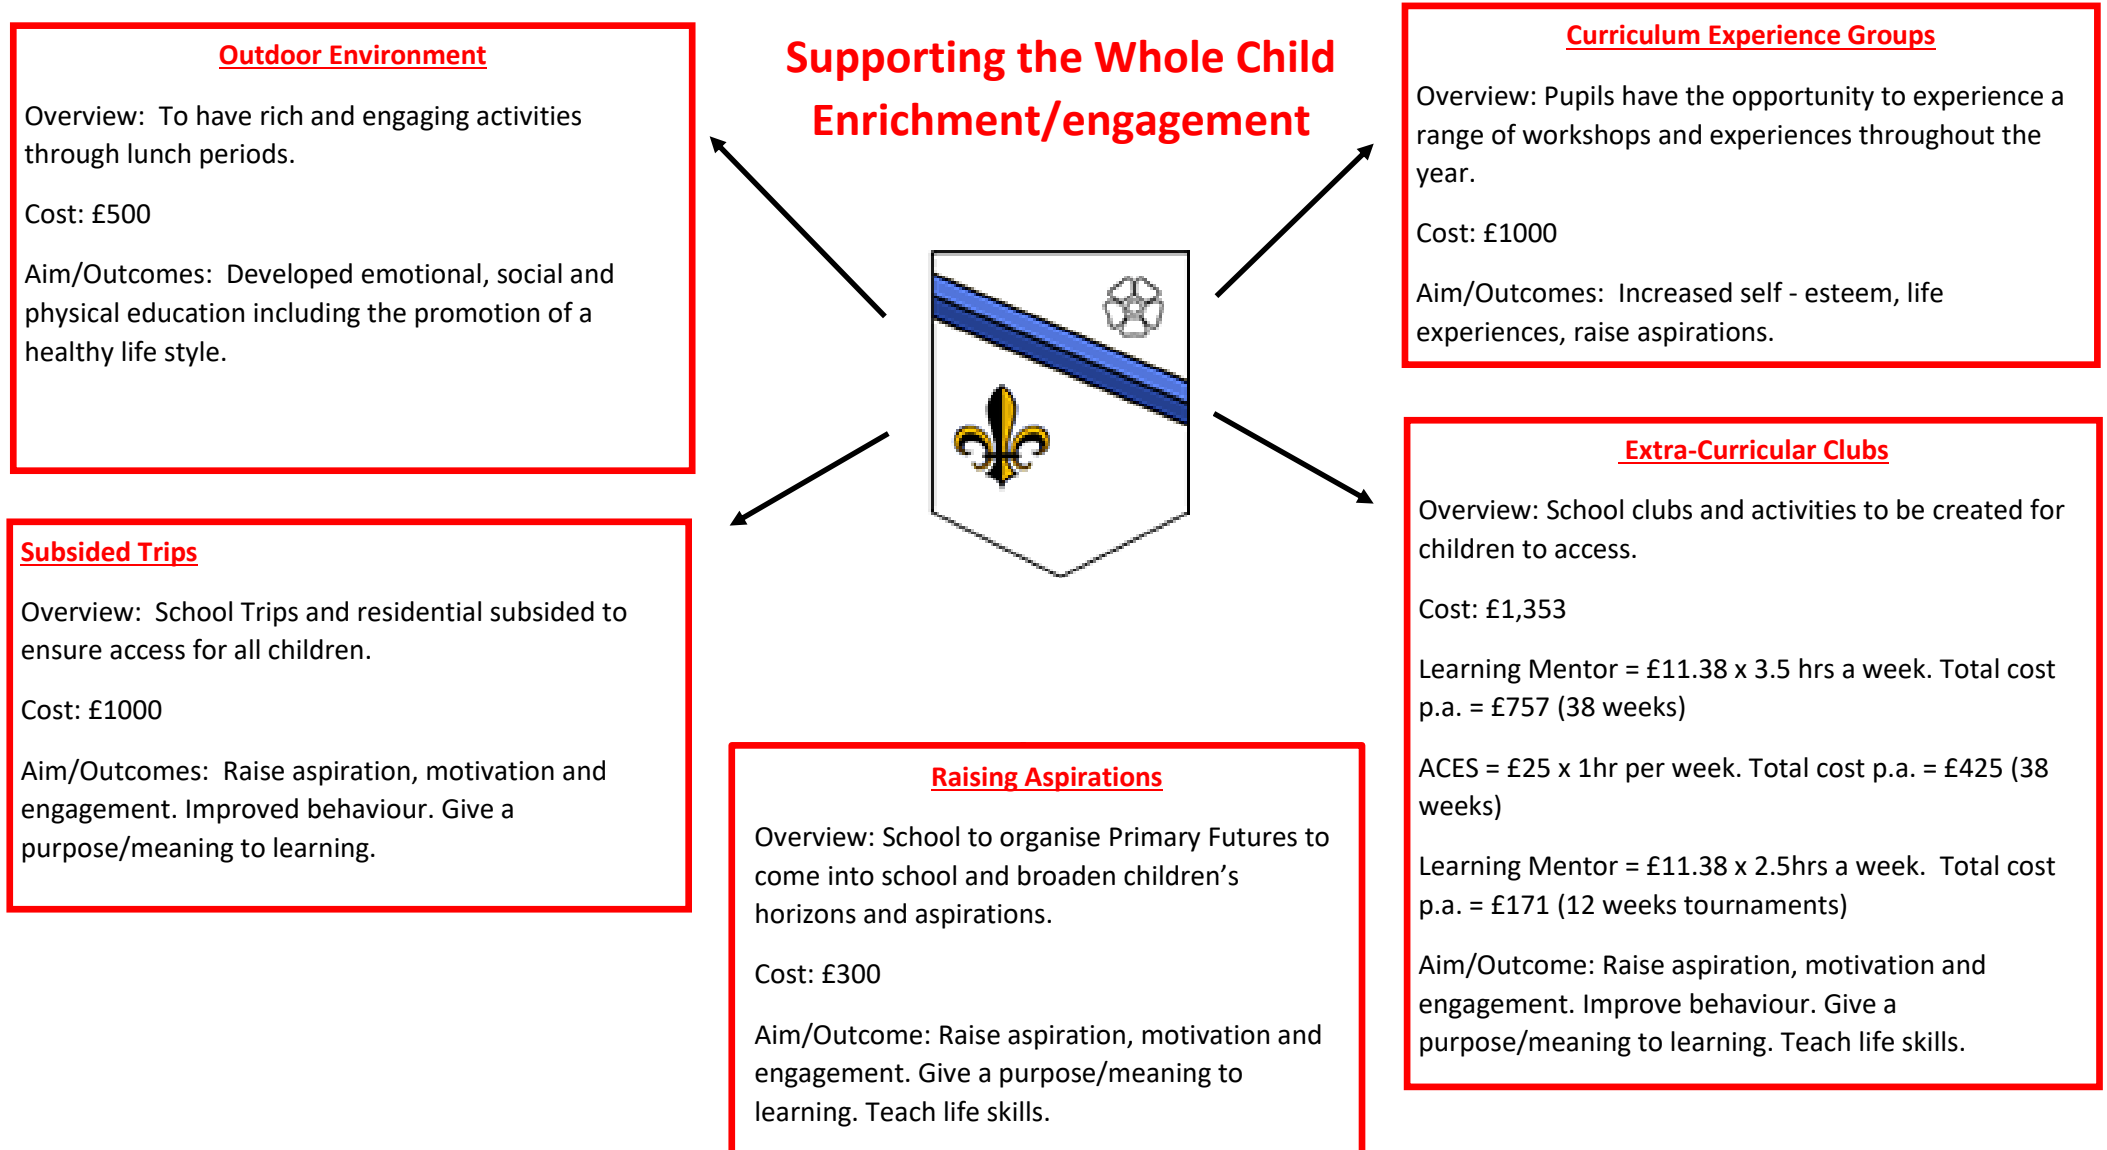 Supporting the Whole Child
Enrichment/engagement
Outdoor Environment
Overview:  To have rich and engaging activities
through lunch periods.
Cost: £500
Aim/Outcomes:  Developed emotional, social and
physical education including the promotion of a
healthy life style.
Subsided Trips
Overview:  School Trips and residential subsided to
ensure access for all children.
Cost: £1000
Aim/Outcomes:  Raise aspiration, motivation and
engagement. Improved behaviour. Give a
purpose/meaning to learning.
Raising Aspirations
Overview: School to organise Primary Futures to
come into school and broaden children’s
horizons and aspirations.
Cost: £300
Aim/Outcome: Raise aspiration, motivation and
engagement. Give a purpose/meaning to
learning. Teach life skills.
Curriculum Experience Groups
Overview: Pupils have the opportunity to experience a
range of workshops and experiences throughout the
year.
Cost: £1000
Aim/Outcomes:  Increased self - esteem, life
experiences, raise aspirations.
Extra-Curricular Clubs
Overview: School clubs and activities to be created for
children to access.
Cost: £1,353
Learning Mentor = £11.38 x 3.5 hrs a week. Total cost
p.a. = £757 (38 weeks)
ACES = £25 x 1hr per week. Total cost p.a. = £425 (38
weeks)
Learning Mentor = £11.38 x 2.5hrs a week.  Total cost
p.a. = £171 (12 weeks tournaments)
Aim/Outcome: Raise aspiration, motivation and
engagement. Improve behaviour. Give a
purpose/meaning to learning. Teach life skills.